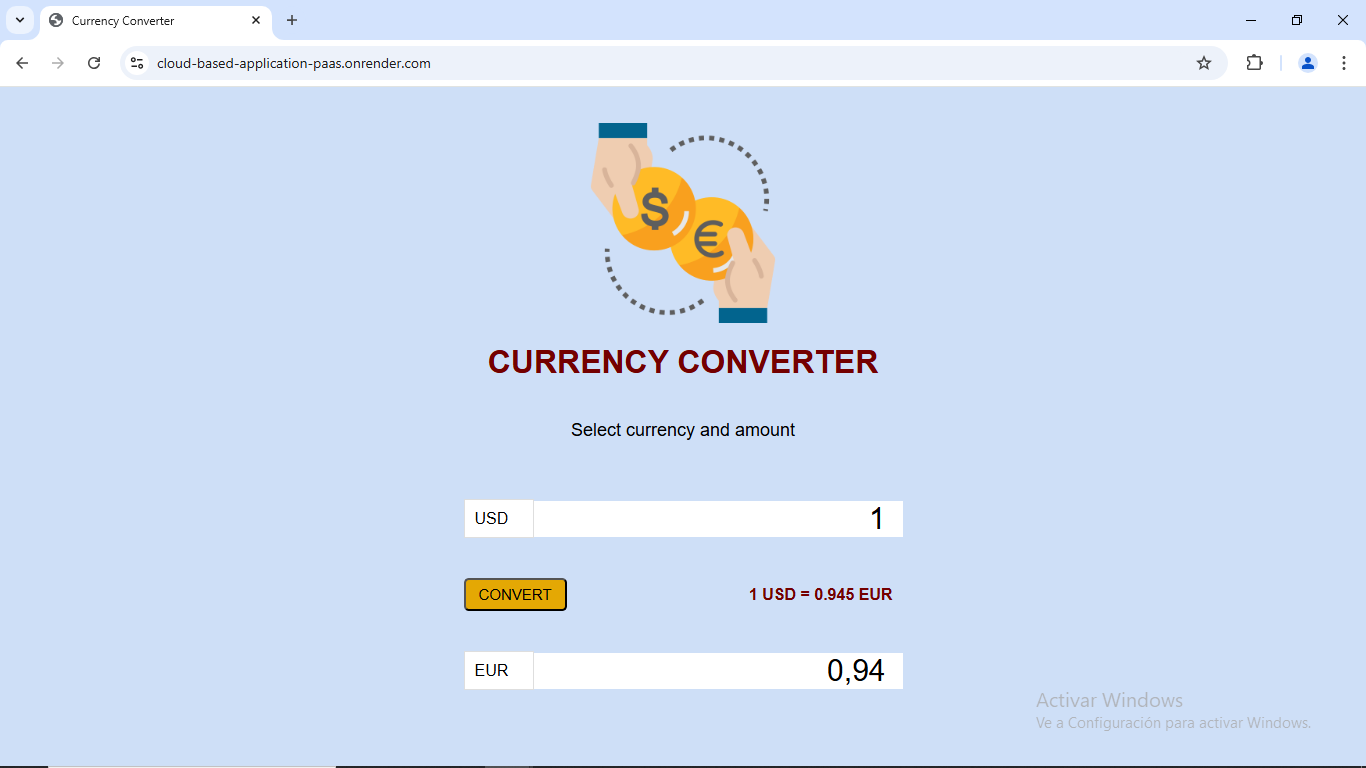 Currency Converter
cloud-based-application-paas.onrender.com
$
€
CURRENCY CONVERTER
Select currency and amount
USD
1
CONVERT
1 USD = 0.945 EUR
EUR
0,94
Activar Windows
Ve a Configuración para activar Windows.